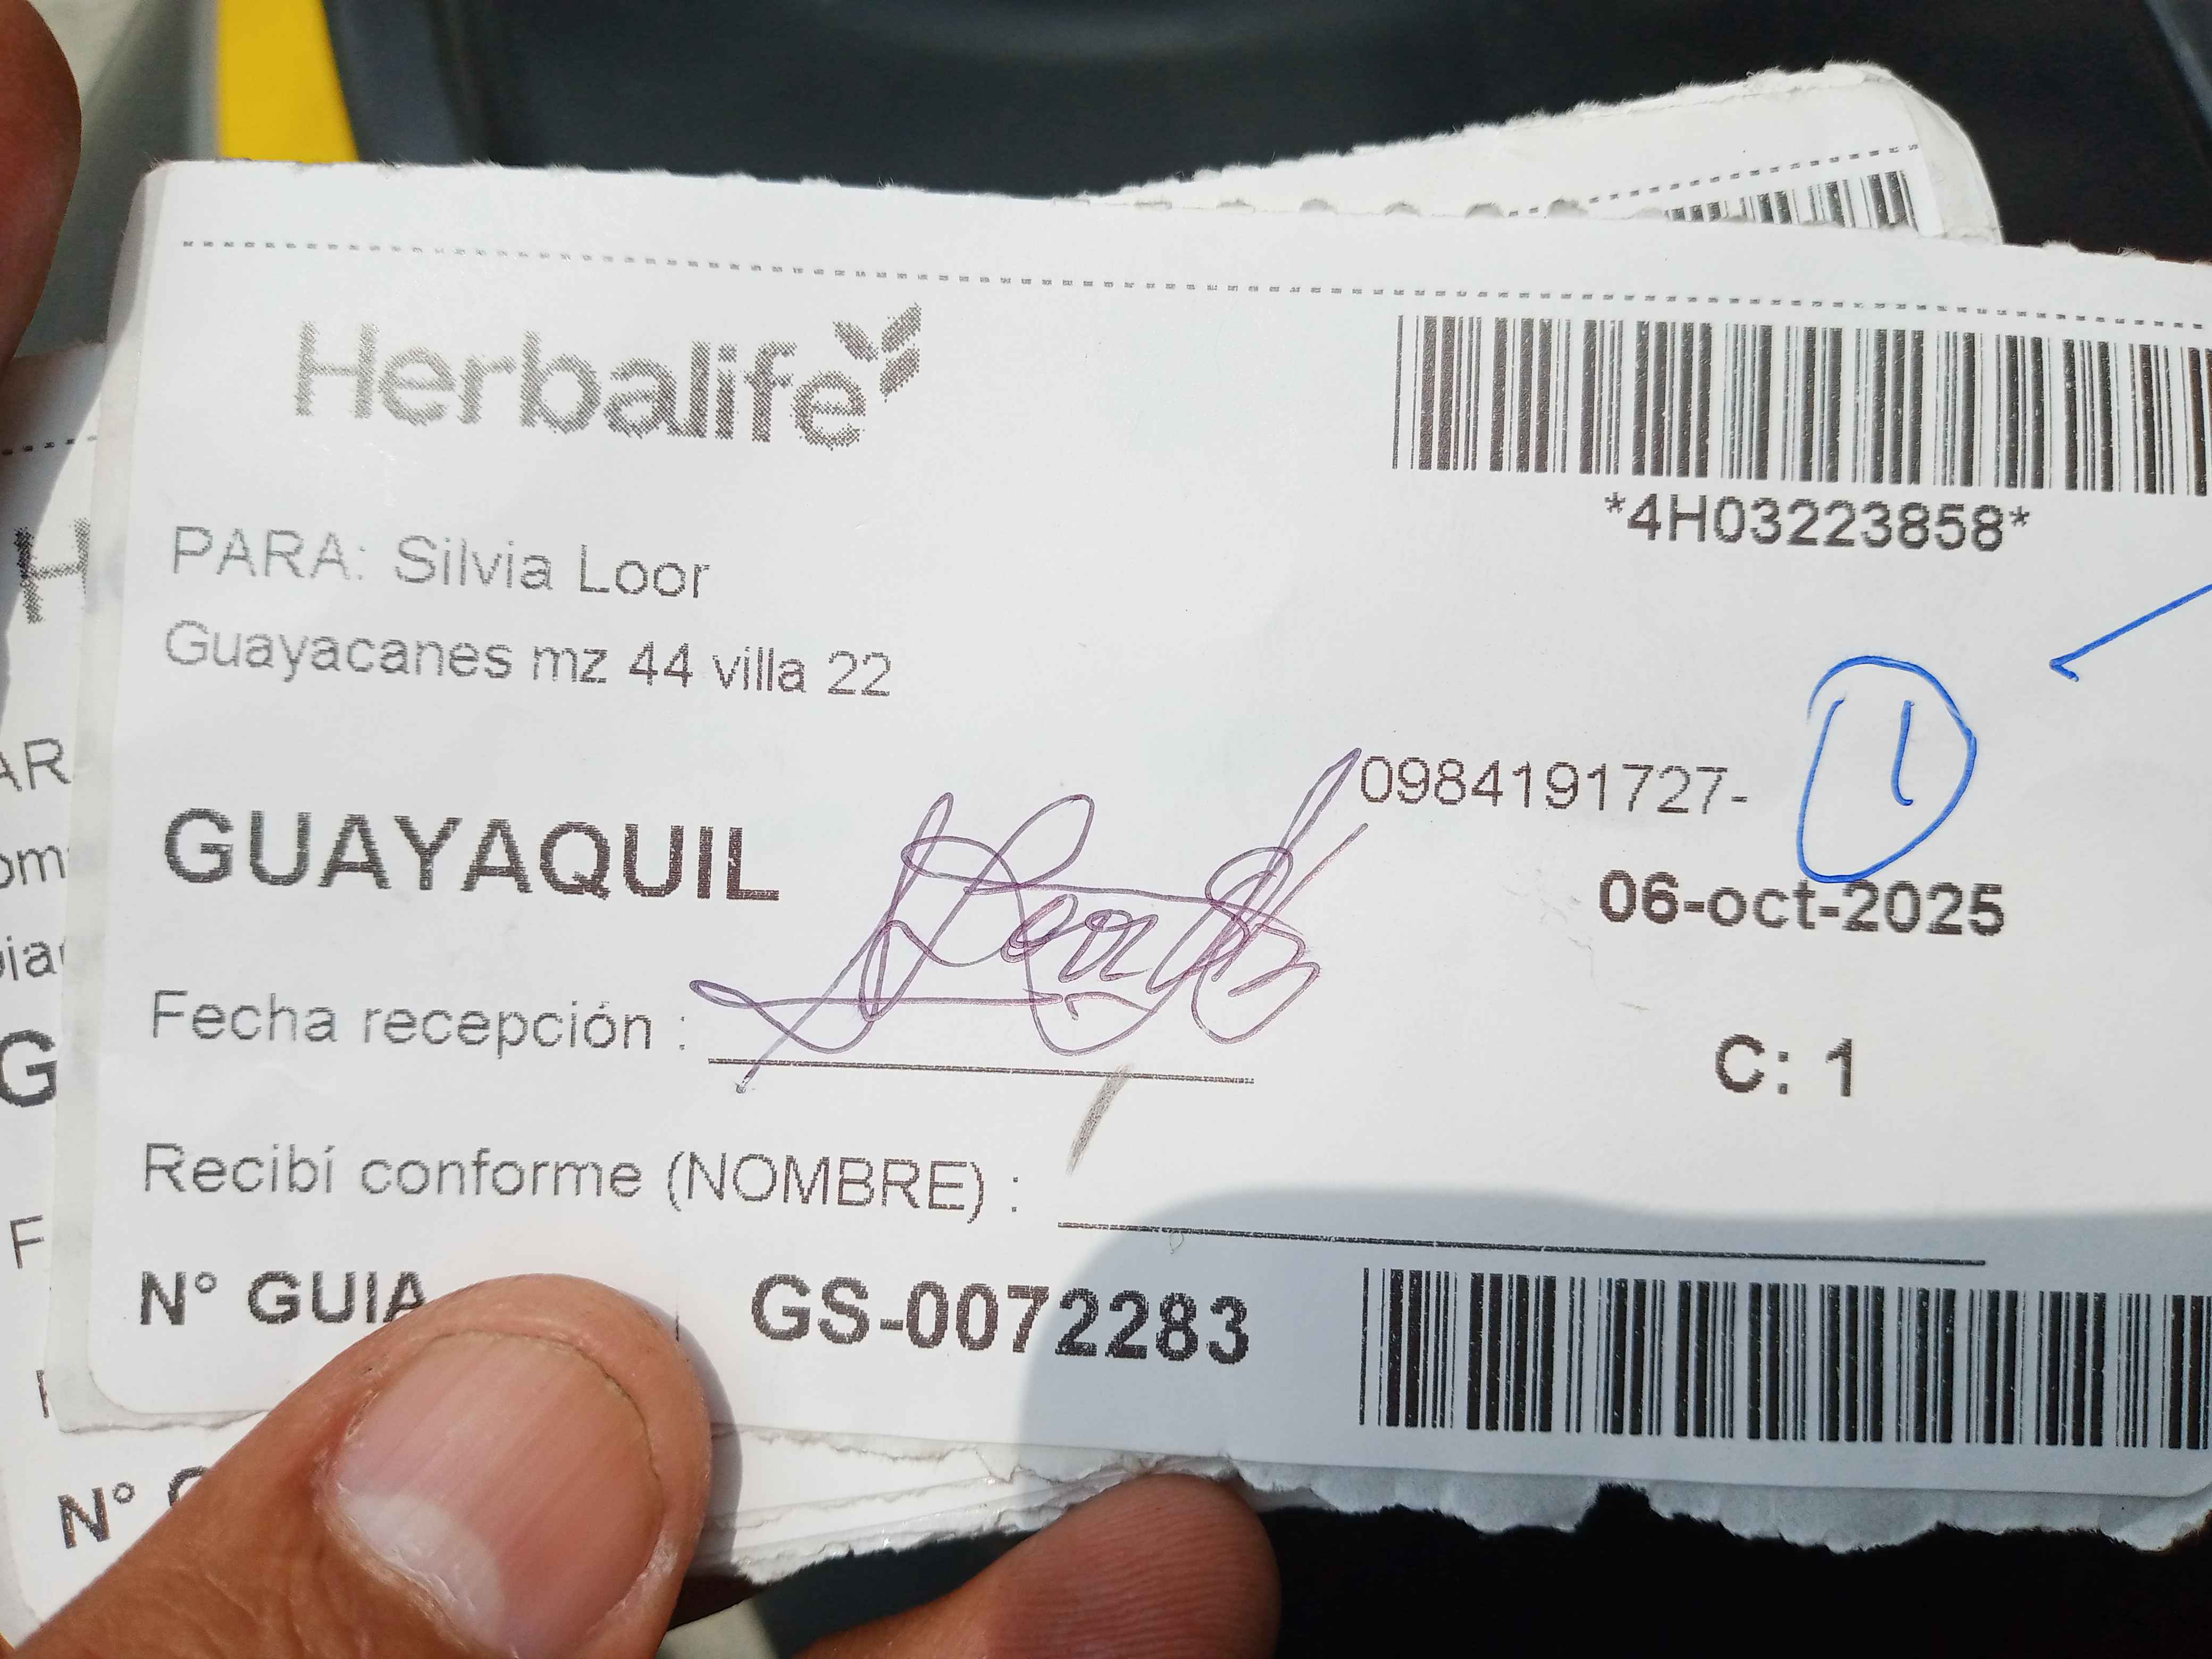 Herbalife
*4H03223858*
PARA: Silvia Loor
Guayacanes mz 44 villa 22
0984191727-
1
GUAYAQUIL
06-oct-2025
Fecha recepción :
C: 1
Recibí conforme (NOMBRE) :
N° GUIA
GS-0072283
N°